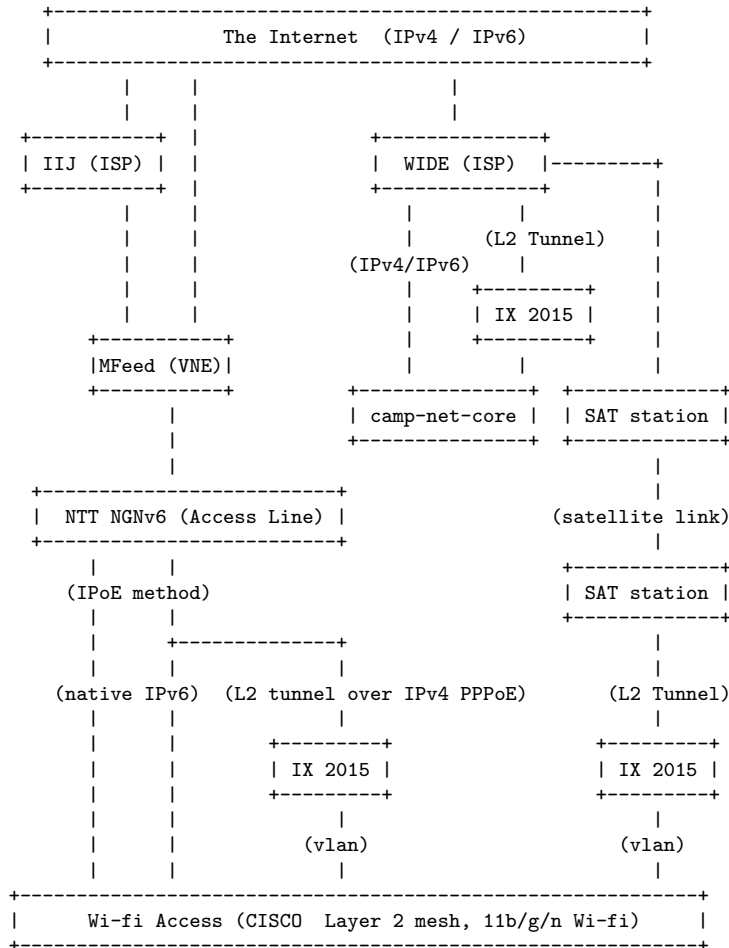 The Internet (IPv4 / IPv6)
IIJ (ISP)
WIDE (ISP)
(L2 Tunnel)
(IPv4/IPv6)
IX 2015
MFeed (VNE)
camp-net-core
SAT station
NTT NGNv6 (Access Line)
(satellite link)
(IPoE method)
SAT station
(native IPv6)
(L2 tunnel over IPv4 PPPoE)
(L2 Tunnel)
IX 2015
IX 2015
(vlan)
(vlan)
Wi-fi Access (CISCO Layer 2 mesh, 11b/g/n Wi-fi)